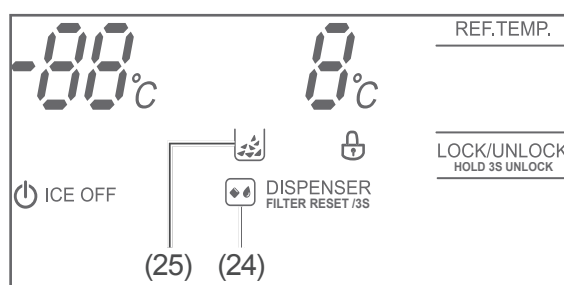 REF.TEMP.
-88°C 8°C
LOCK/UNLOCK
HOLD 3S UNLOCK
ICE OFF
DISPENSER
FILTER RESET /3S
(25) (24)